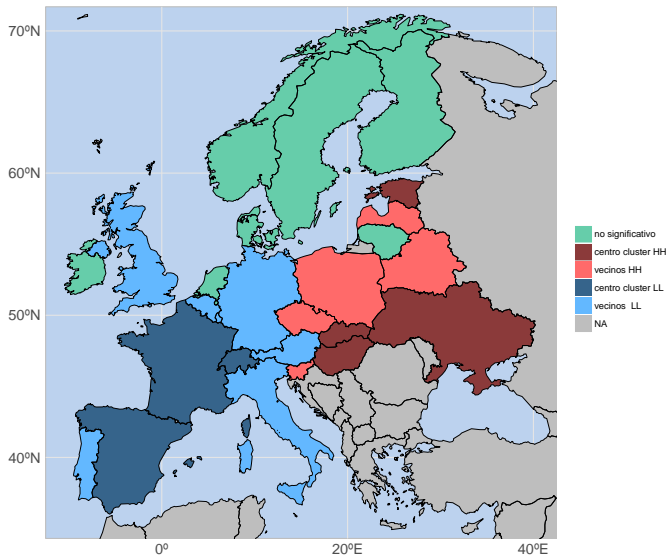 70ºN
60ºN
50ºN
40ºN
0º
20ºE
40ºE
no significativo
centro cluster HH
vecinos HH
centro cluster LL
vecinos  LL
NA